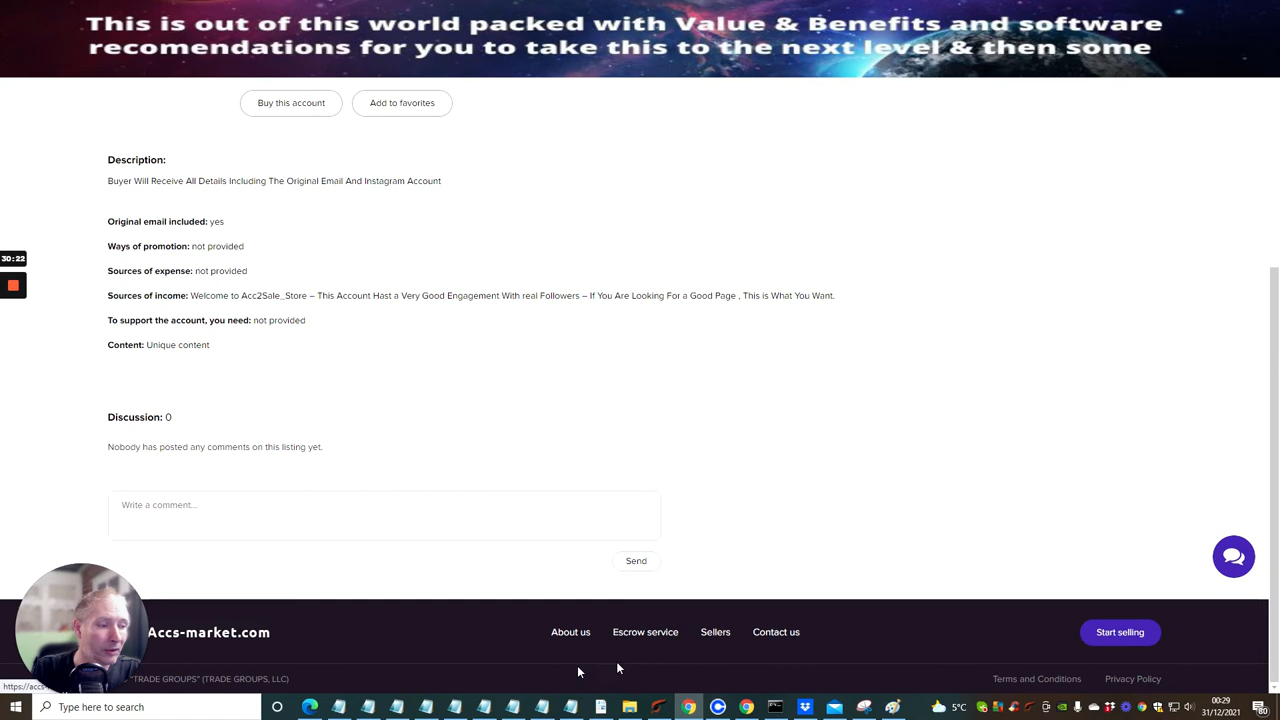 This is out of this world packed with Value & Benefits and software
recomendations for you to take this to the next level & then some
Buy this account
Add to favorites
Description:
Buyer Will Receive All Details Including The Original Email And Instagram Account
Original email included: yes
Ways of promotion: not provided
30:22
Sources of expense: not provided
Sources of income: Welcome to Acc2Sale_Store – This Account Hast a Very Good Engagement With real Followers – If You Are Looking For a Good Page , This is What You Want.
To support the account, you need: not provided
Content: Unique content
Discussion: 0
Nobody has posted any comments on this listing yet.
Write a comment...
Send
Accs-market.com
About us
Escrow service
Sellers
Contact us
Start selling
"TRADE GROUPS" (TRADE GROUPS, LLC)
Terms and Conditions
Privacy Policy
https://accs-
Type here to search
5°C
00:29
31/12/2021